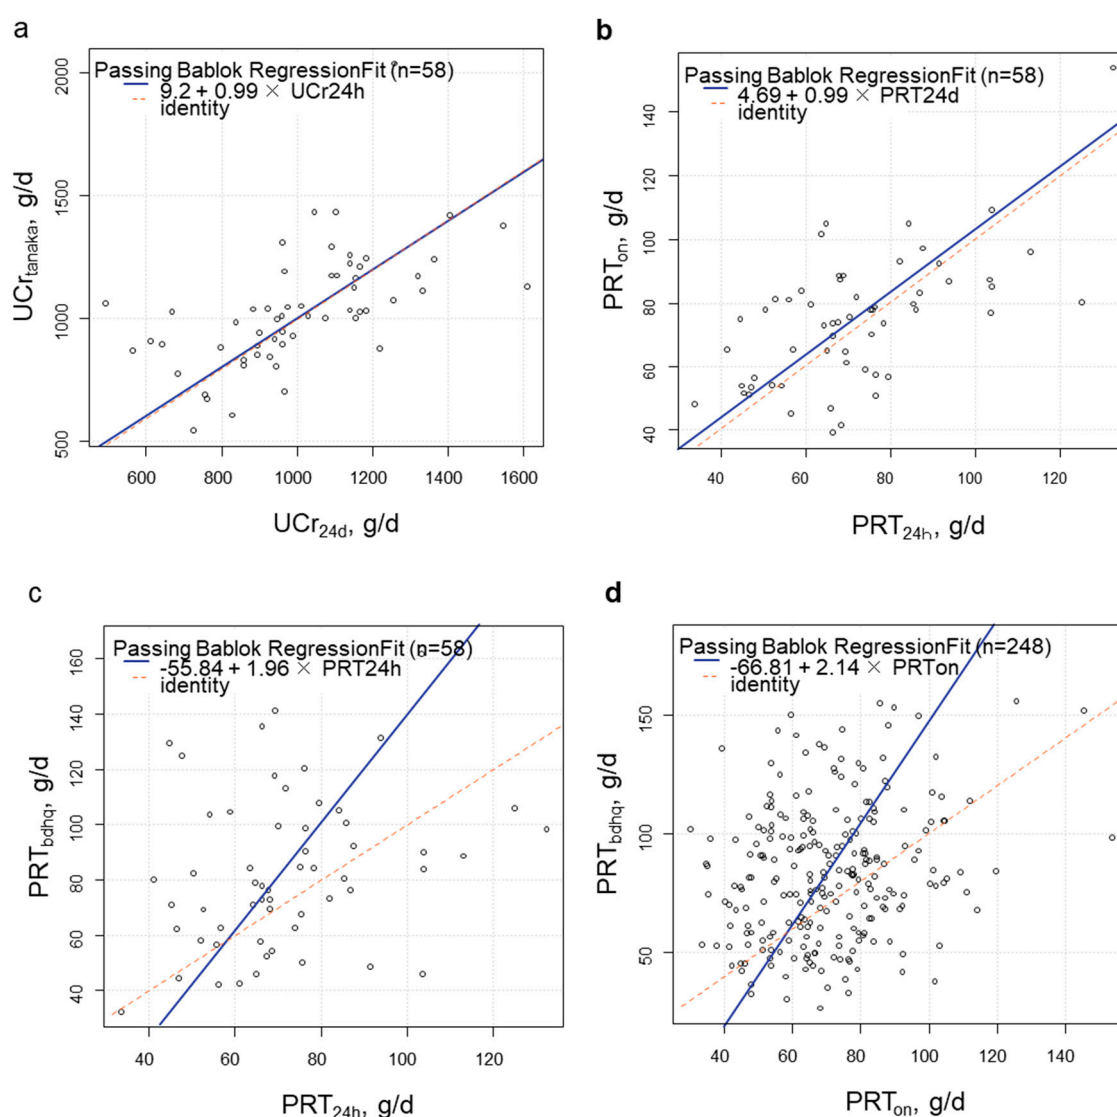 a
Passing Bablok RegressionFit (n=58)
9.2 + 0.99 × UCr24h
identity
2000
1500
1000
500
UCrtanaka, g/d
600 800 1000 1200 1400 1600
UCr24d, g/d
b
Passing Bablok RegressionFit (n=58)
4.69 + 0.99 × PRT24d
identity
140
120
100
80
60
40
PRTon, g/d
40 60 80 100 120
PRT24h, g/d
c
Passing Bablok RegressionFit (n=58)
-55.84 + 1.96 × PRT24h
identity
160
140
120
100
80
60
40
PRTbdhq, g/d
40 60 80 100 120
PRT24h, g/d
d
Passing Bablok RegressionFit (n=248)
-66.81 + 2.14 × PRTon
identity
150
100
50
PRTbdhq, g/d
40 60 80 100 120 140
PRTon, g/d